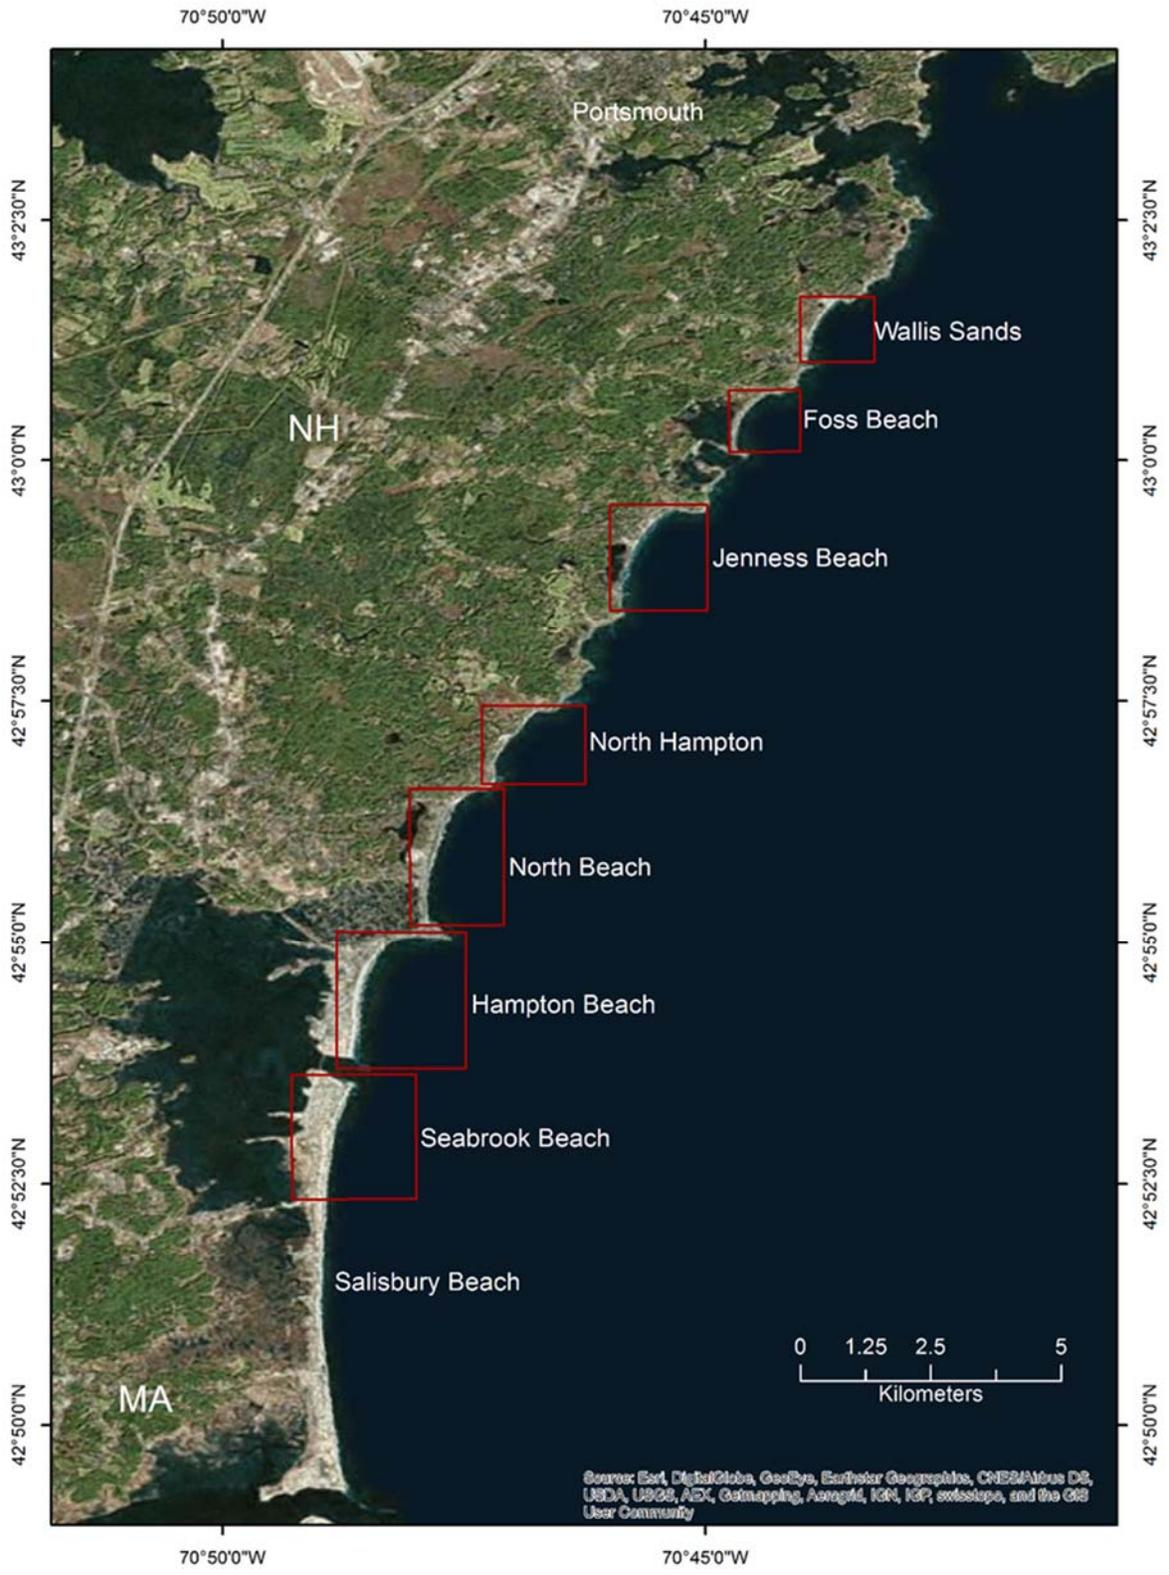 70°50'0"W 70°45'0"W
Portsmouth
43°2'30"N 43°2'30"N
Wallis Sands
Foss Beach
NH
43°0'0"N 43°0'0"N
Jenness Beach
42°57'30"N 42°57'30"N
North Hampton
North Beach
42°55'0"N 42°55'0"N
Hampton Beach
Seabrook Beach
42°52'30"N 42°52'30"N
Salisbury Beach
0 1.25 2.5 5
Kilometers
MA
42°50'0"N 42°50'0"N
Source: Esri, DigitalGlobe, GeoEye, Earthstar Geographics, CNES/Airbus DS,
USDA, USGS, AEX, Getmapping, Aerogrid, IGN, IGP, swisstopo, and the GIS
User Community
70°50'0"W 70°45'0"W